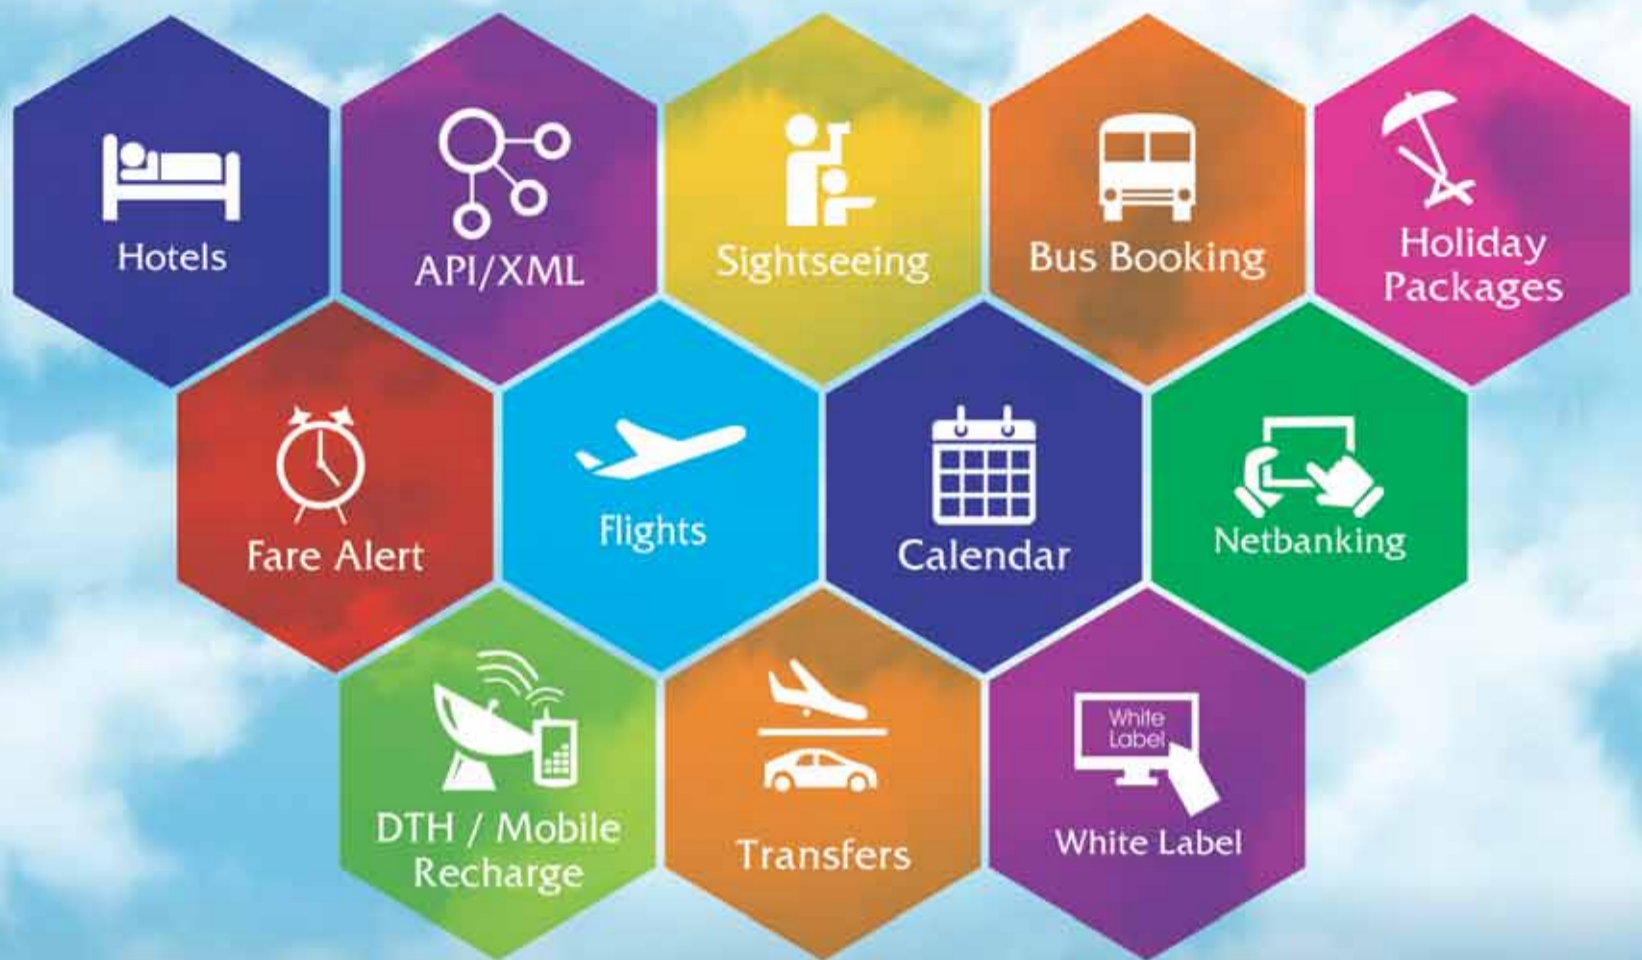 Hotels
API/XML
Sightseeing
Bus Booking
Holiday
Packages
Fare Alert
Flights
Calendar
Netbanking
DTH / Mobile
Recharge
Transfers
White
Label
White Label